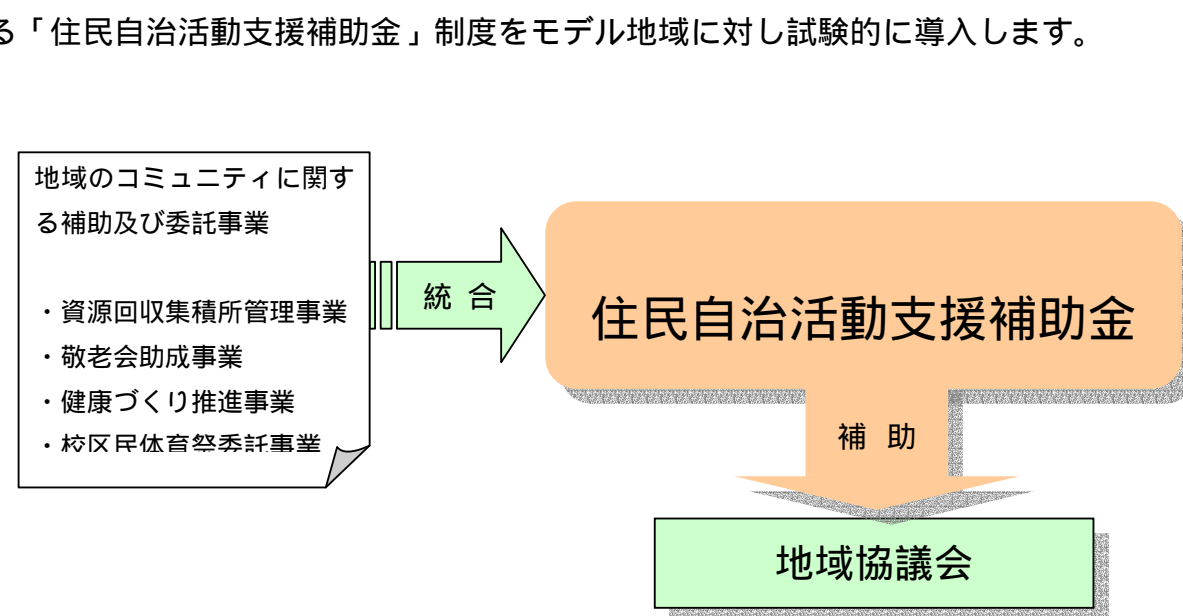 る「住民自治活動支援補助金」制度をモデル地域に対し試験的に導入します。
地域のコミュニティに関す
る補助及び委託事業
・資源回収集積所管理事業
・敬老会助成事業
・健康づくり推進事業
・校区民体育祭委託事業
統 合
住民自治活動支援補助金
補 助
地域協議会